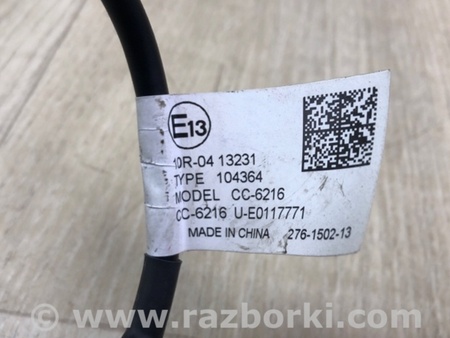 E13
10R-04 13231
TYPE 104364
MODEL CC-6216
CC-6216 U-E0117771
MADE IN CHINA 276-1502-13
© www.razborki.com